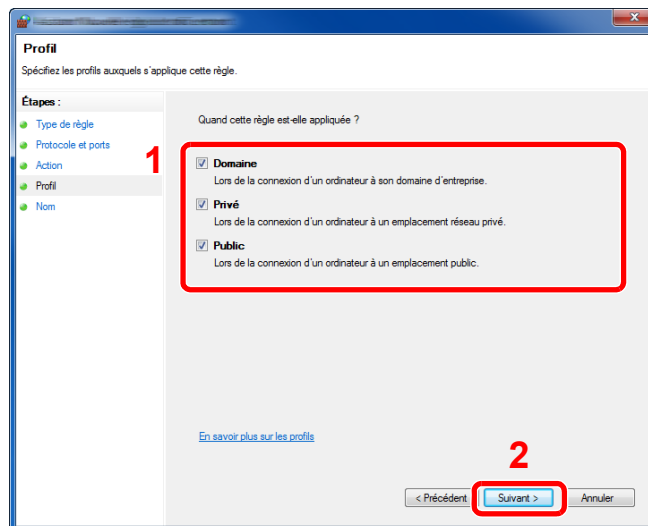 Profil
Spécifiez les profils auxquels s'applique cette règle.
Étapes :
Type de règle
Protocole et ports
Action
Profil
Nom
Quand cette règle est-elle appliquée ?
1
Domaine
Lors de la connexion d'un ordinateur à son domaine d'entreprise.
Privé
Lors de la connexion d'un ordinateur à un emplacement réseau privé.
Public
Lors de la connexion d'un ordinateur à un emplacement public.
En savoir plus sur les profils
2
< Précédent
Suivant >
Annuler